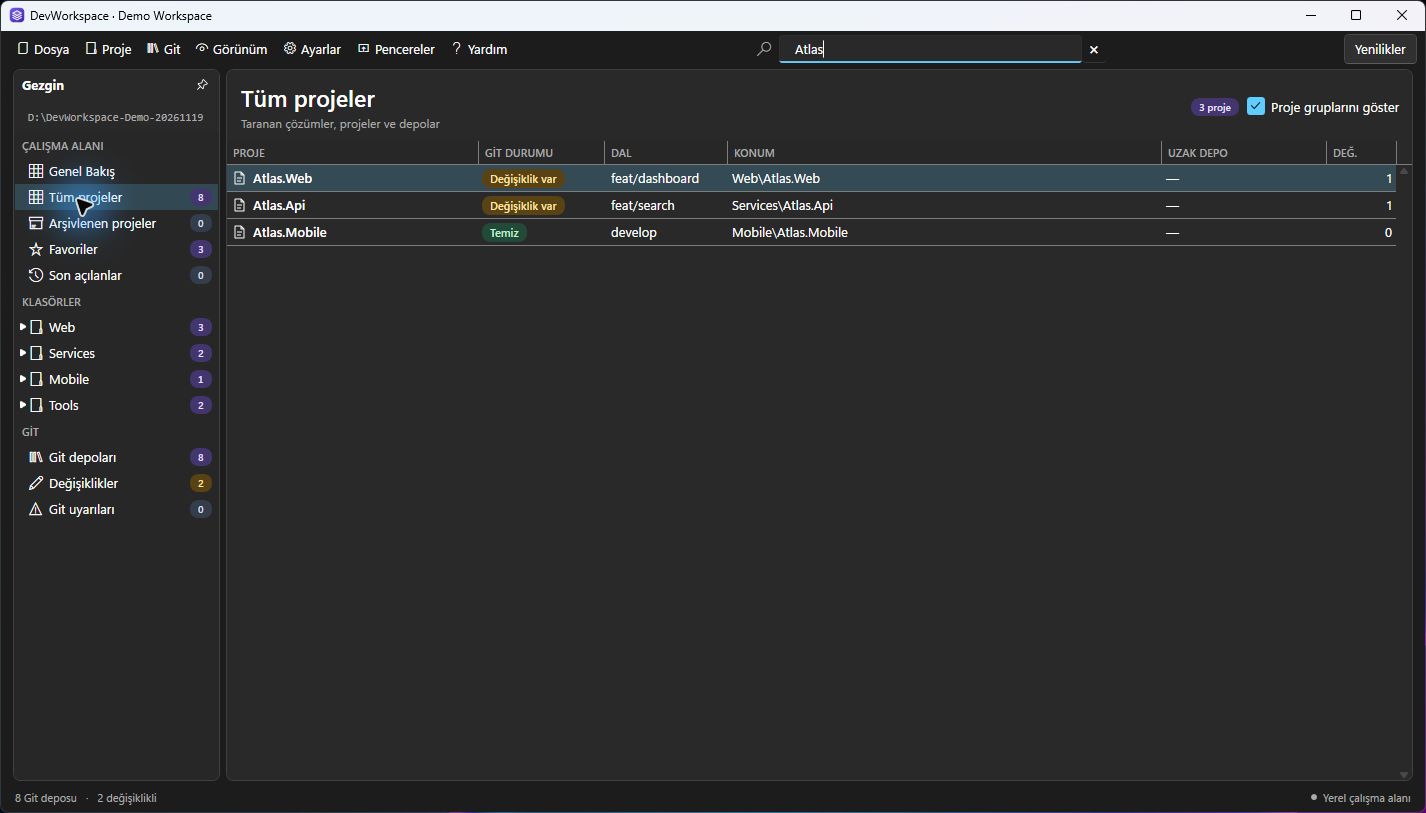 DevWorkspace · Demo Workspace
Dosya Proje Git Görünüm Ayarlar Pencereler ? Yardım Atlas Yenilikler
Gezgin
D:\DevWorkspace-Demo-20261119
ÇALIŞMA ALANI
Genel Bakış
Tüm projeler 8
Arşivlenen projeler 0
Favoriler 3
Son açılanlar 0
KLASÖRLER
Web 3
Services 2
Mobile 1
Tools 2
GİT
Git depoları 8
Değişiklikler 2
Git uyarıları 0
Tüm projeler
Taranan çözümler, projeler ve depolar
3 proje Proje gruplarını göster
PROJE GİT DURUMU DAL KONUM UZAK DEPO DEĞ.
Atlas.Web Değişiklik var feat/dashboard Web\Atlas.Web — 1
Atlas.Api Değişiklik var feat/search Services\Atlas.Api — 1
Atlas.Mobile Temiz develop Mobile\Atlas.Mobile — 0
8 Git deposu · 2 değişiklikli
Yerel çalışma alanı